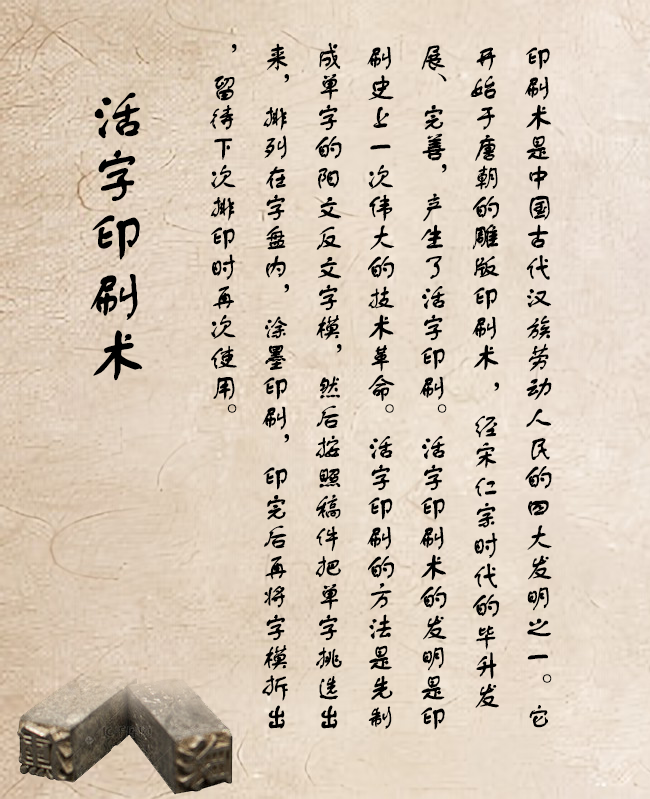 印刷术是中国古代汉族劳动人民的四大发明之一。它
开始于唐朝的雕版印刷术，经宋仁宗时代的毕升发
展、完善，产生了活字印刷。活字印刷术的发明是印
刷史上一次伟大的技术革命。活字印刷的方法是先制
成单字的阳文反文字模，然后按照稿件把单字挑选出
来，排列在字盘内，涂墨印刷，印完后再将字模拆出
，留待下次排印时再次使用。
活字印刷术